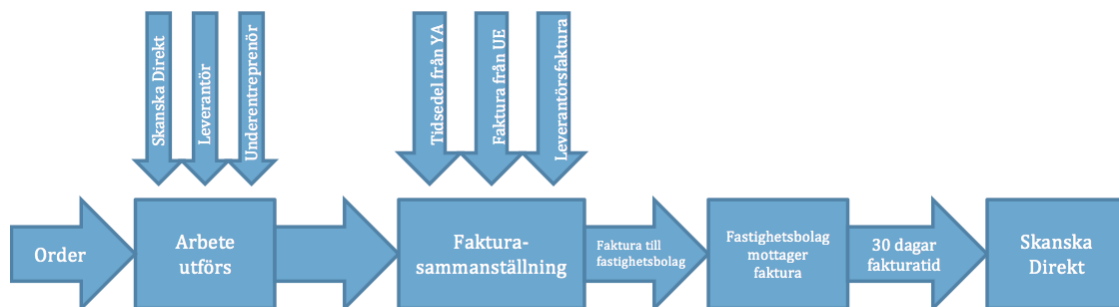 Skanska Direkt
Leverantör
Underentreprenör
Tidsedel från YA
Faktura från UE
Leverantörsfaktura
Order
Arbete
utförs
Faktura-
sammanställning
Faktura till
fastighetsbolag
Fastighetsbolag
mottager
faktura
30 dagar
fakturatid
Skanska
Direkt